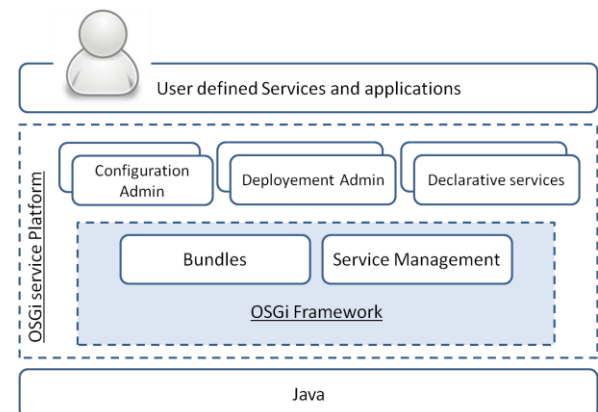 User defined Services and applications
OSGi service Platform
Configuration
Admin
Deployement Admin
Declarative services
Bundles
Service Management
OSGi Framework
Java